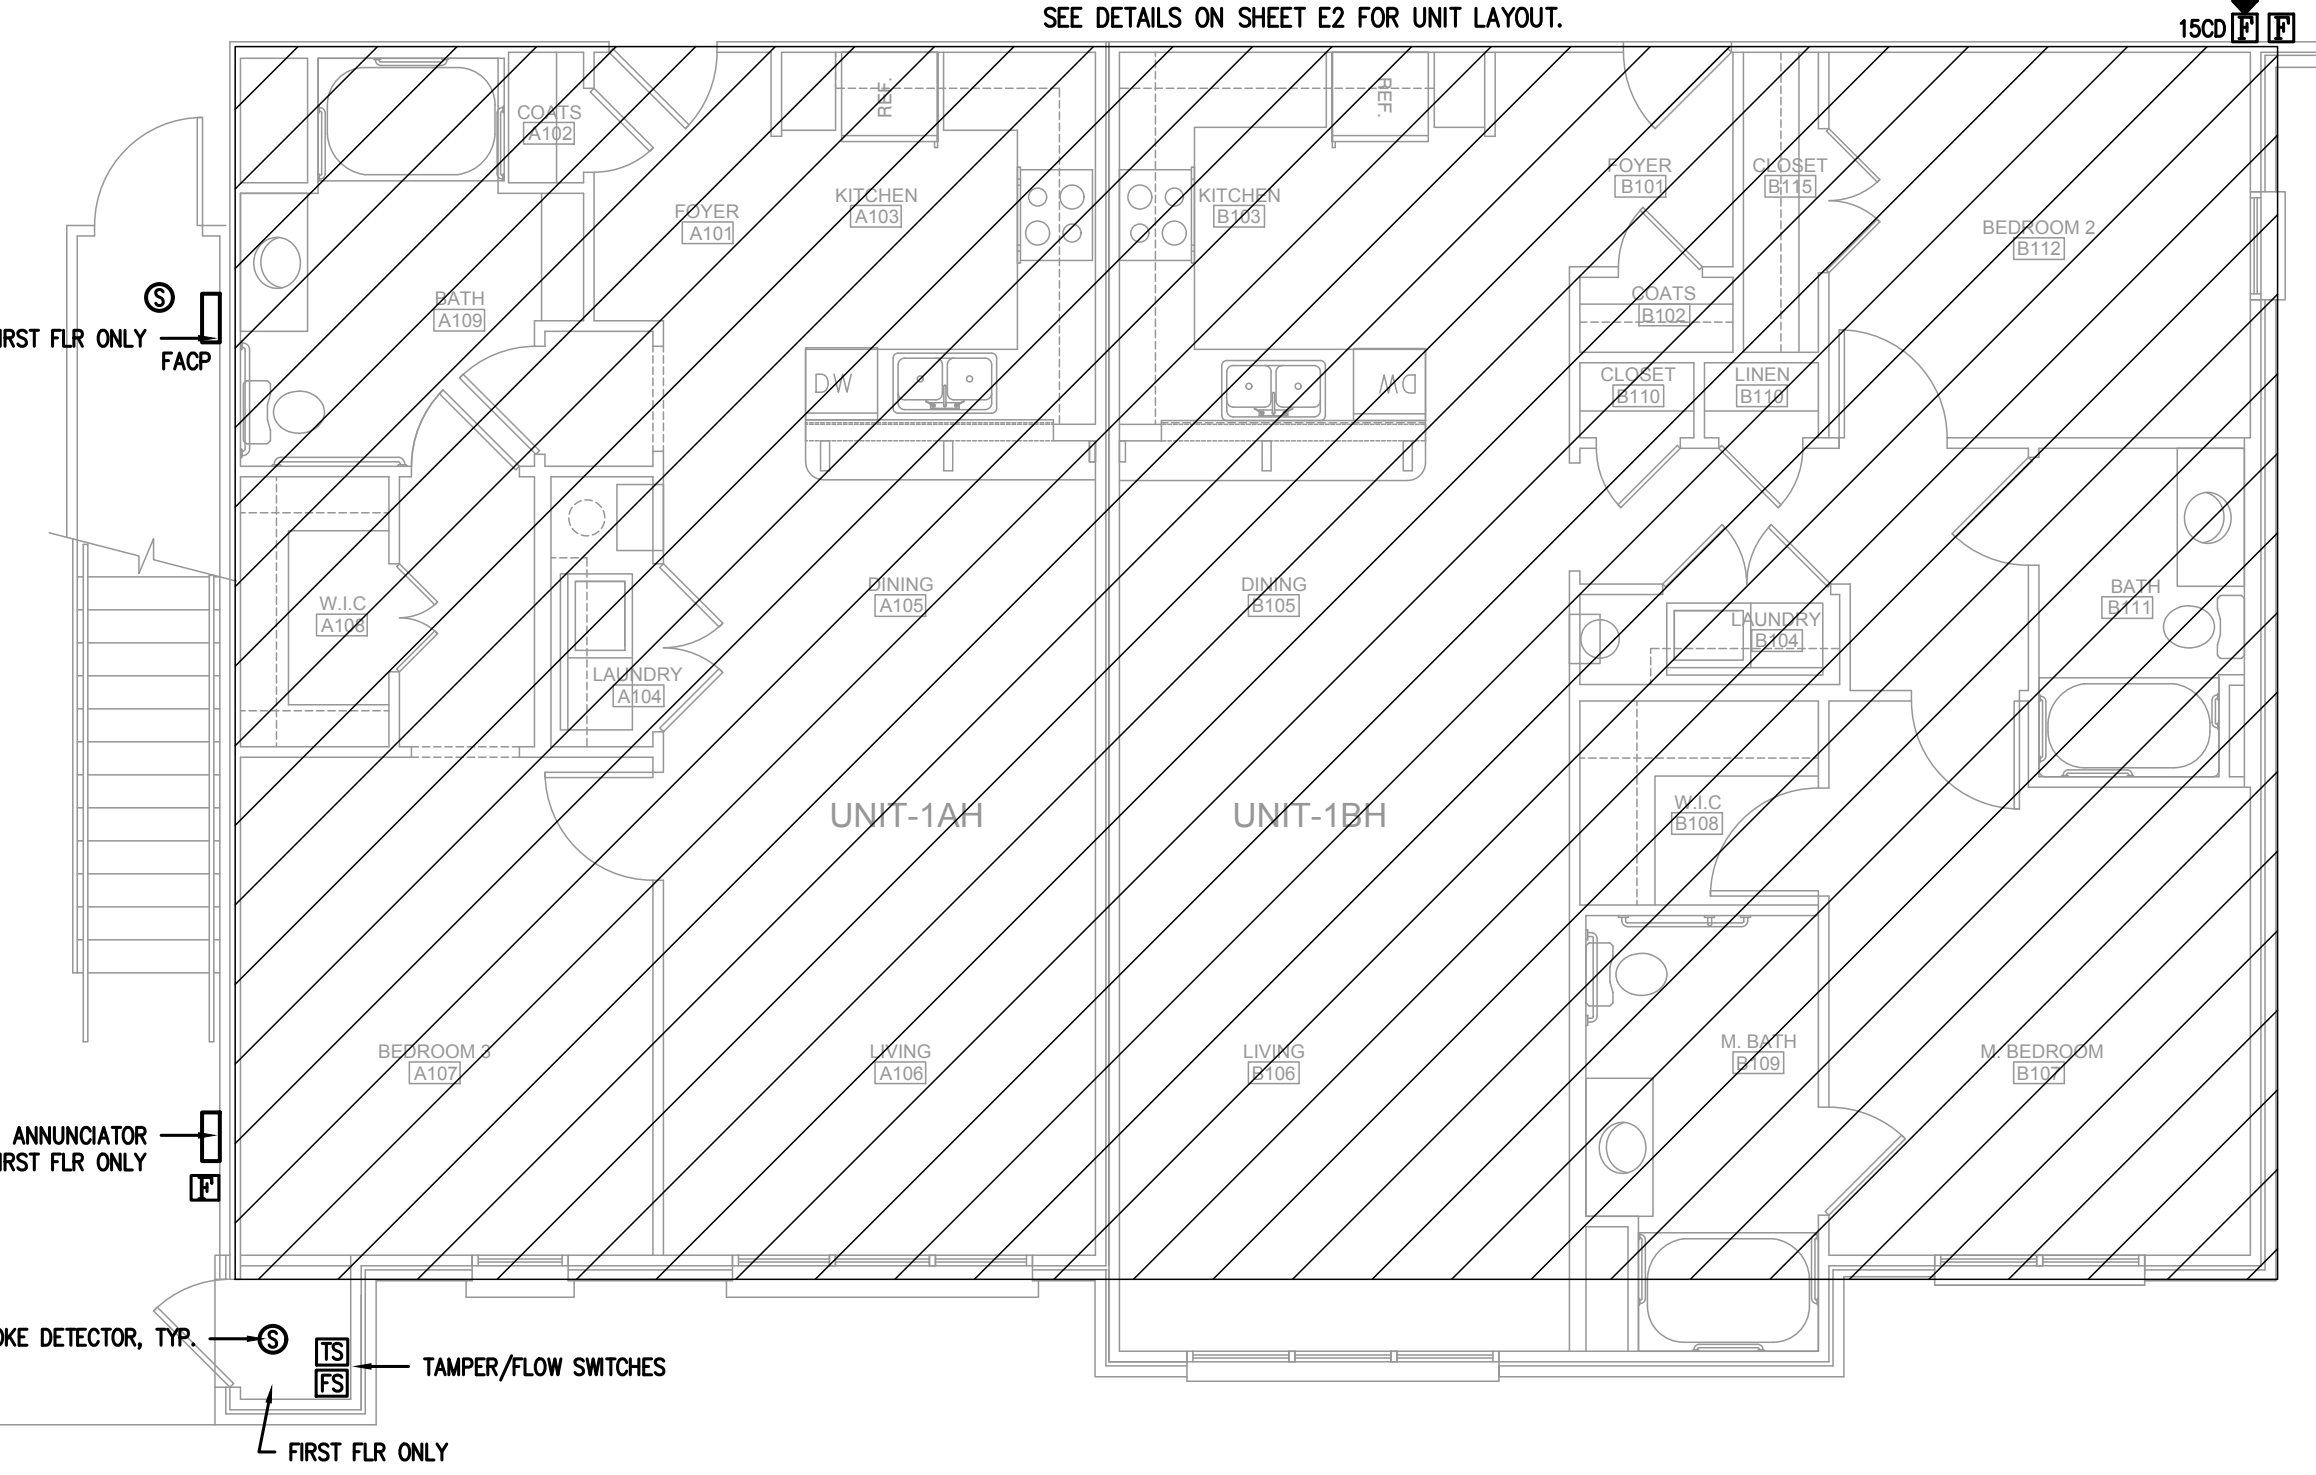 SEE DETAILS ON SHEET E2 FOR UNIT LAYOUT.
15CD F F
REF.
REF.
COATS
A102
FOYER
A101
KITCHEN
A103
KITCHEN
B103
FOYER
B101
CLOSET
B115
BEDROOM 2
B112
S
FLR ONLY
FACP
BATH
A109
COATS
B102
DW
DW
CLOSET
B110
LINEN
B110
W.I.C
A108
DINING
A105
DINING
B105
BATH
B111
LAUNDRY
A104
LAUNDRY
B104
UNIT-1AH
UNIT-1BH
W.I.C
B108
BEDROOM 3
A107
LIVING
A106
LIVING
B106
M. BATH
B109
M. BEDROOM
B107
ANNUNCIATOR
FLR ONLY
F
DETECTOR, TYP.
S
TS
FS
TAMPER/FLOW SWITCHES
FIRST FLR ONLY